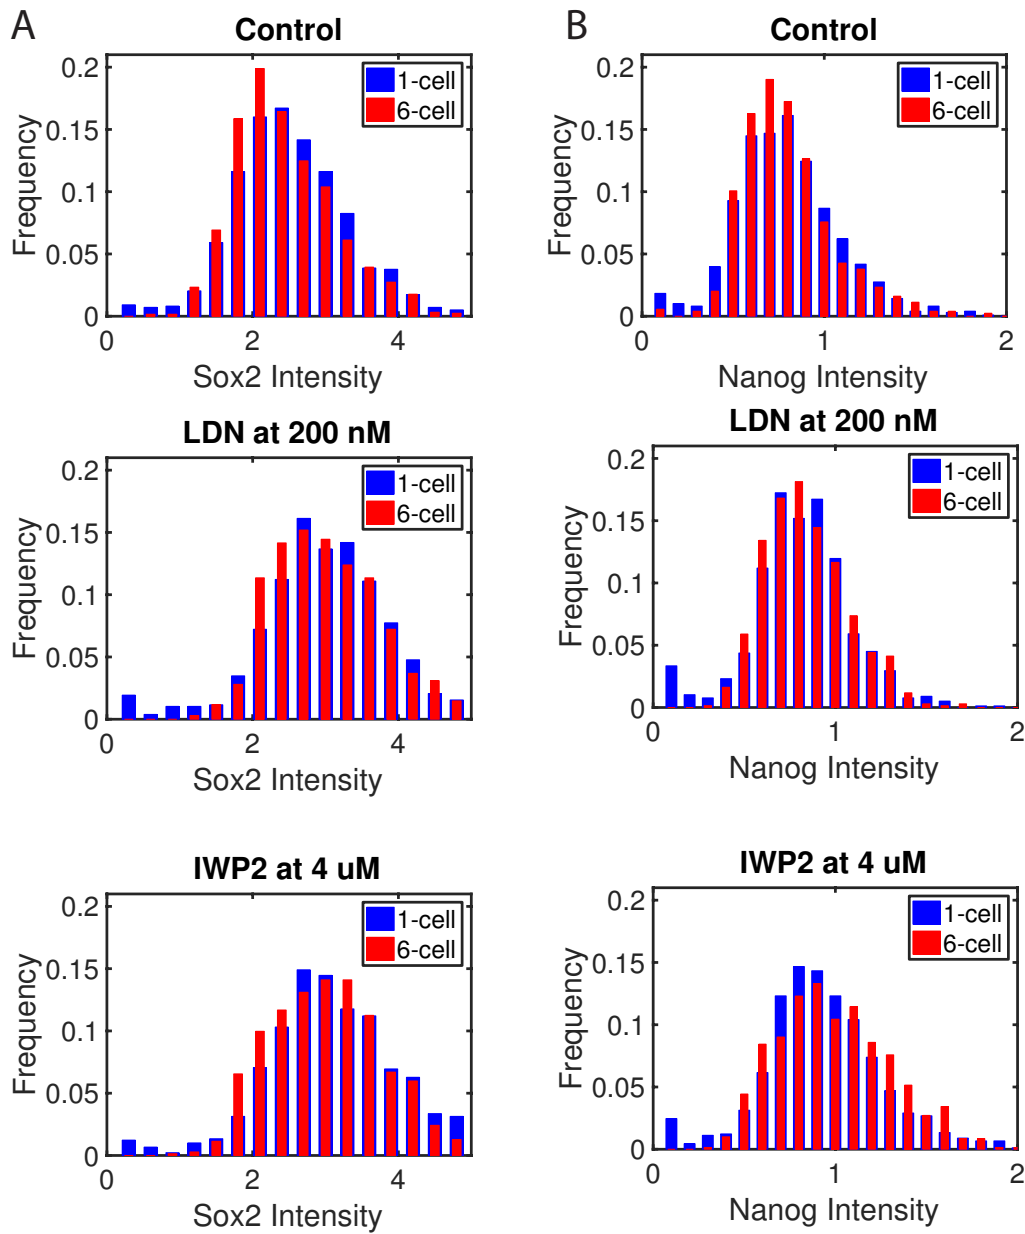 A
Control
0.2
0.15
0.1
0.05
0
Frequency
1-cell
6-cell
0
2
4
Sox2 Intensity
B
Control
0.2
0.15
0.1
0.05
0
Frequency
1-cell
6-cell
0
1
2
Nanog Intensity
LDN at 200 nM
0.2
0.15
0.1
0.05
0
Frequency
1-cell
6-cell
0
2
4
Sox2 Intensity
LDN at 200 nM
0.2
0.15
0.1
0.05
0
Frequency
1-cell
6-cell
0
1
2
Nanog Intensity
IWP2 at 4 uM
0.2
0.15
0.1
0.05
0
Frequency
1-cell
6-cell
0
2
4
Sox2 Intensity
IWP2 at 4 uM
0.2
0.15
0.1
0.05
0
Frequency
1-cell
6-cell
0
1
2
Nanog Intensity